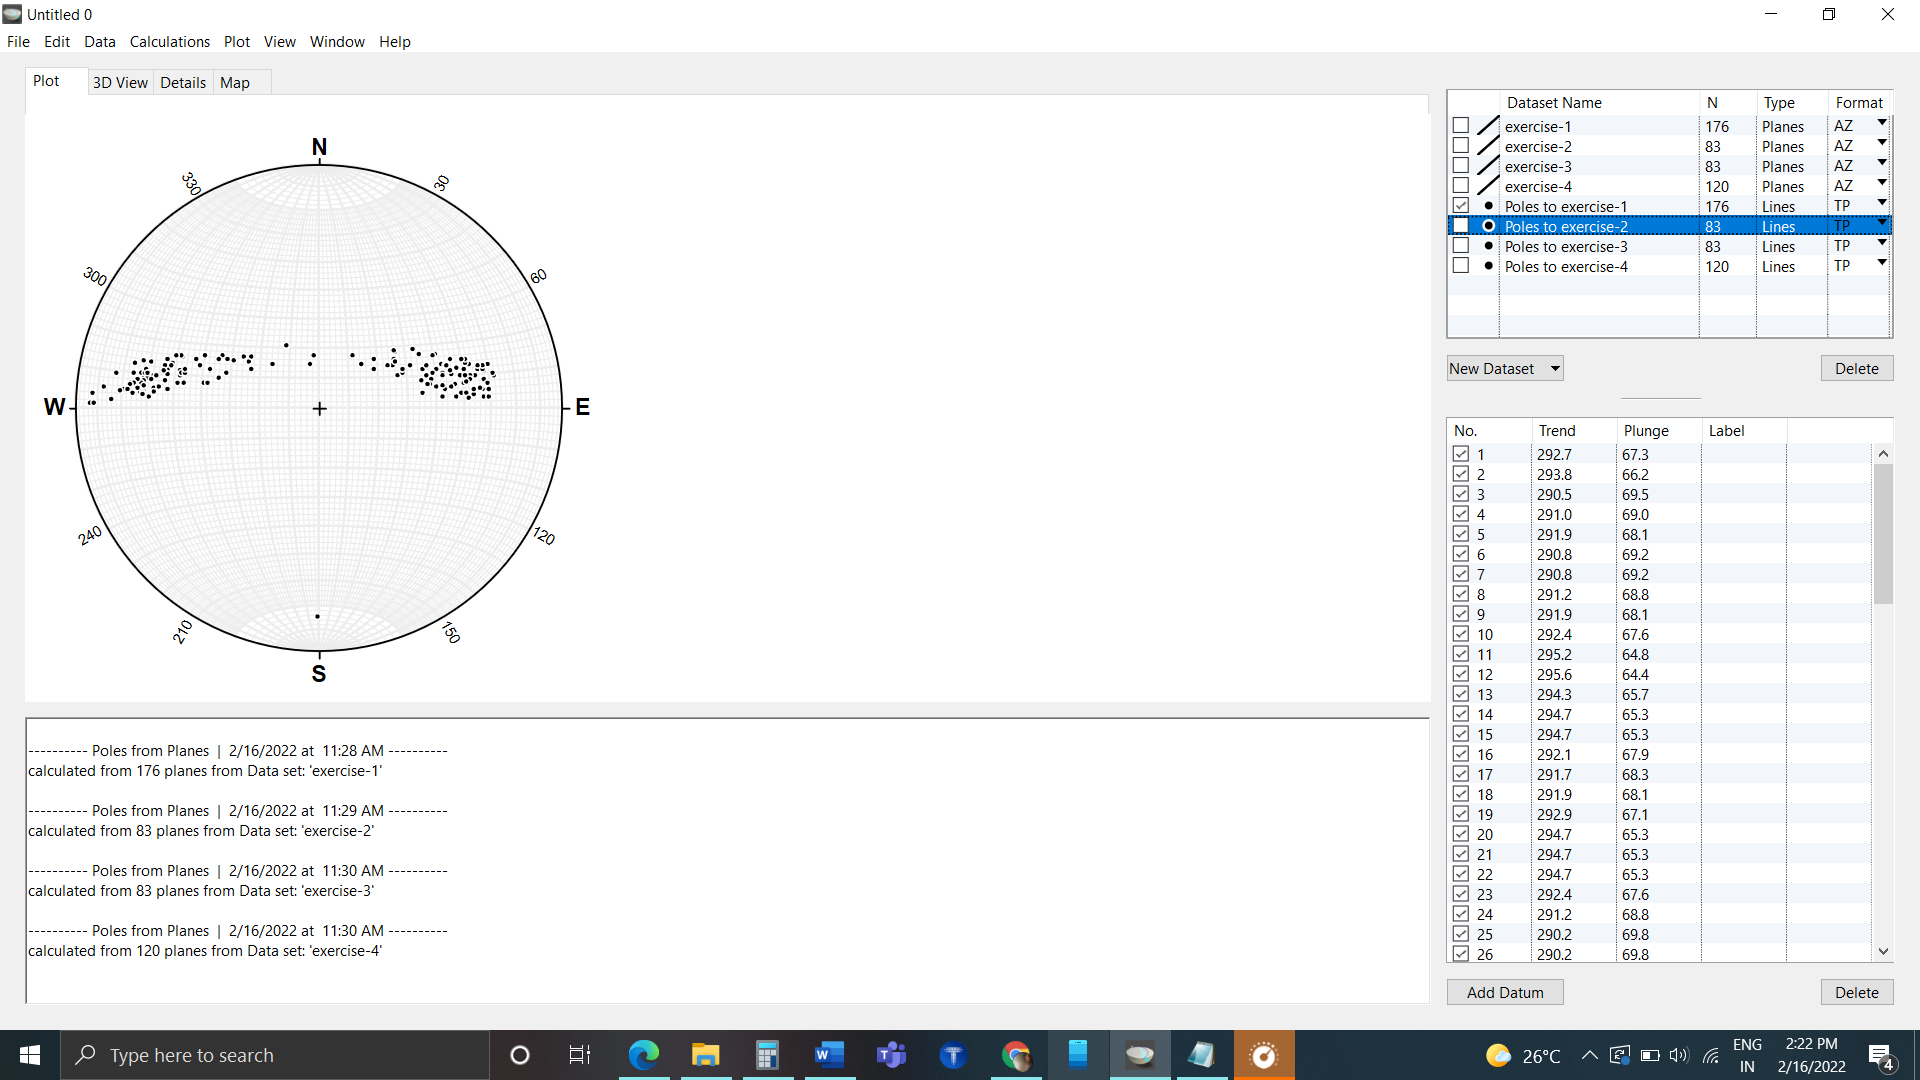 Untitled 0
File Edit Data Calculations Plot View Window Help
Plot 3D View Details Map
N
330
30
300
60
W
E
240
120
210
150
S
Dataset Name N Type Format
exercise-1 176 Planes AZ
exercise-2 83 Planes AZ
exercise-3 83 Planes AZ
exercise-4 120 Planes AZ
Poles to exercise-1 176 Lines TP
Poles to exercise-2 83 Lines TP
Poles to exercise-3 83 Lines TP
Poles to exercise-4 120 Lines TP
New Dataset Delete
No. Trend Plunge Label
1 292.7 67.3
2 293.8 66.2
3 290.5 69.5
4 291.0 69.0
5 291.9 68.1
6 290.8 69.2
7 290.8 69.2
8 291.2 68.8
9 291.9 68.1
10 292.4 67.6
11 295.2 64.8
12 295.6 64.4
13 294.3 65.7
14 294.7 65.3
15 294.7 65.3
16 292.1 67.9
17 291.7 68.3
18 291.9 68.1
19 292.9 67.1
20 294.7 65.3
21 294.7 65.3
22 294.7 65.3
23 292.4 67.6
24 291.2 68.8
25 290.2 69.8
26 290.2 69.8
Add Datum Delete
---------- Poles from Planes | 2/16/2022 at 11:28 AM ----------
calculated from 176 planes from Data set: 'exercise-1'
---------- Poles from Planes | 2/16/2022 at 11:29 AM ----------
calculated from 83 planes from Data set: 'exercise-2'
---------- Poles from Planes | 2/16/2022 at 11:30 AM ----------
calculated from 83 planes from Data set: 'exercise-3'
---------- Poles from Planes | 2/16/2022 at 11:30 AM ----------
calculated from 120 planes from Data set: 'exercise-4'
Type here to search
26°C
ENG
IN
2:22 PM
2/16/2022
4